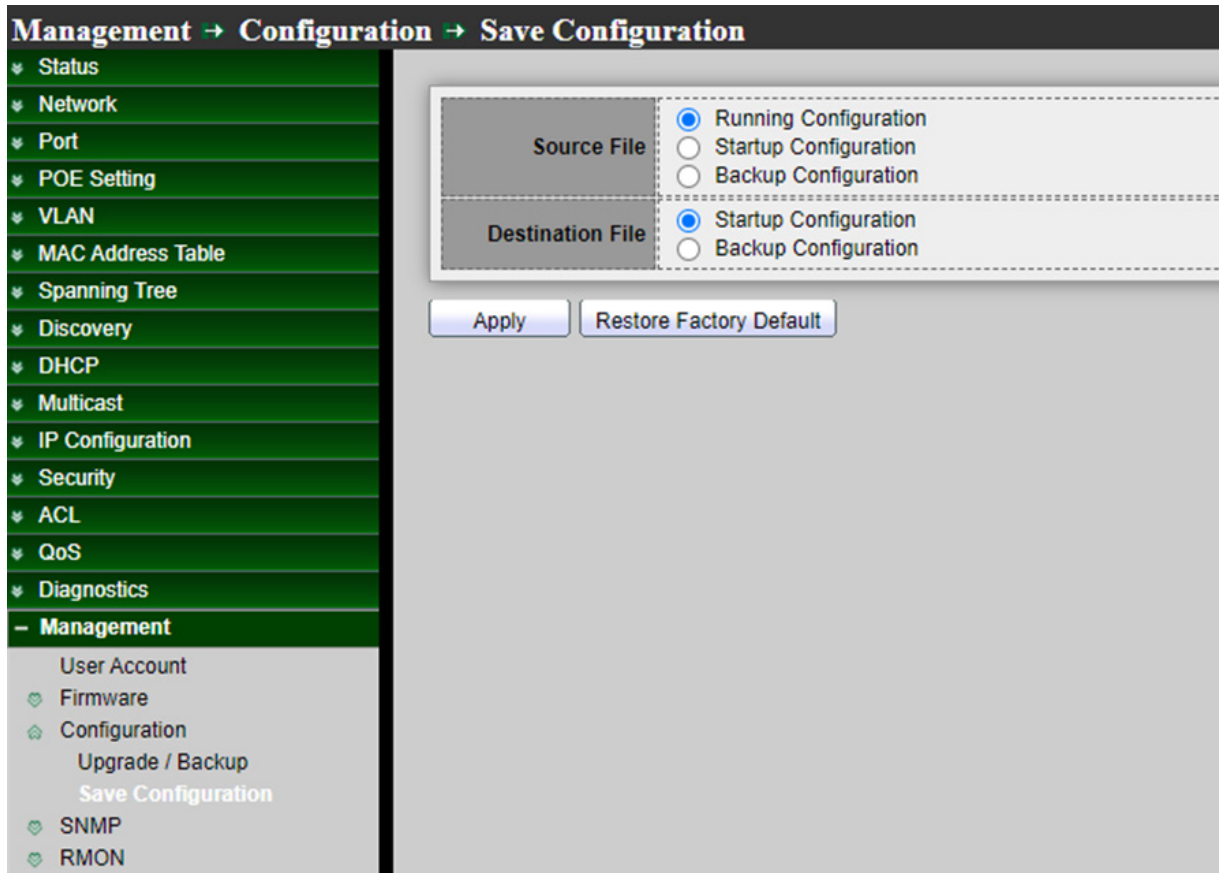 Management → Configuration → Save Configuration
Status
Network
Port
POE Setting
VLAN
MAC Address Table
Spanning Tree
Discovery
DHCP
Multicast
IP Configuration
Security
ACL
QoS
Diagnostics
Management
User Account
Firmware
Configuration
Upgrade / Backup
Save Configuration
SNMP
RMON
Source File
Running Configuration
Startup Configuration
Backup Configuration
Destination File
Startup Configuration
Backup Configuration
Apply
Restore Factory Default